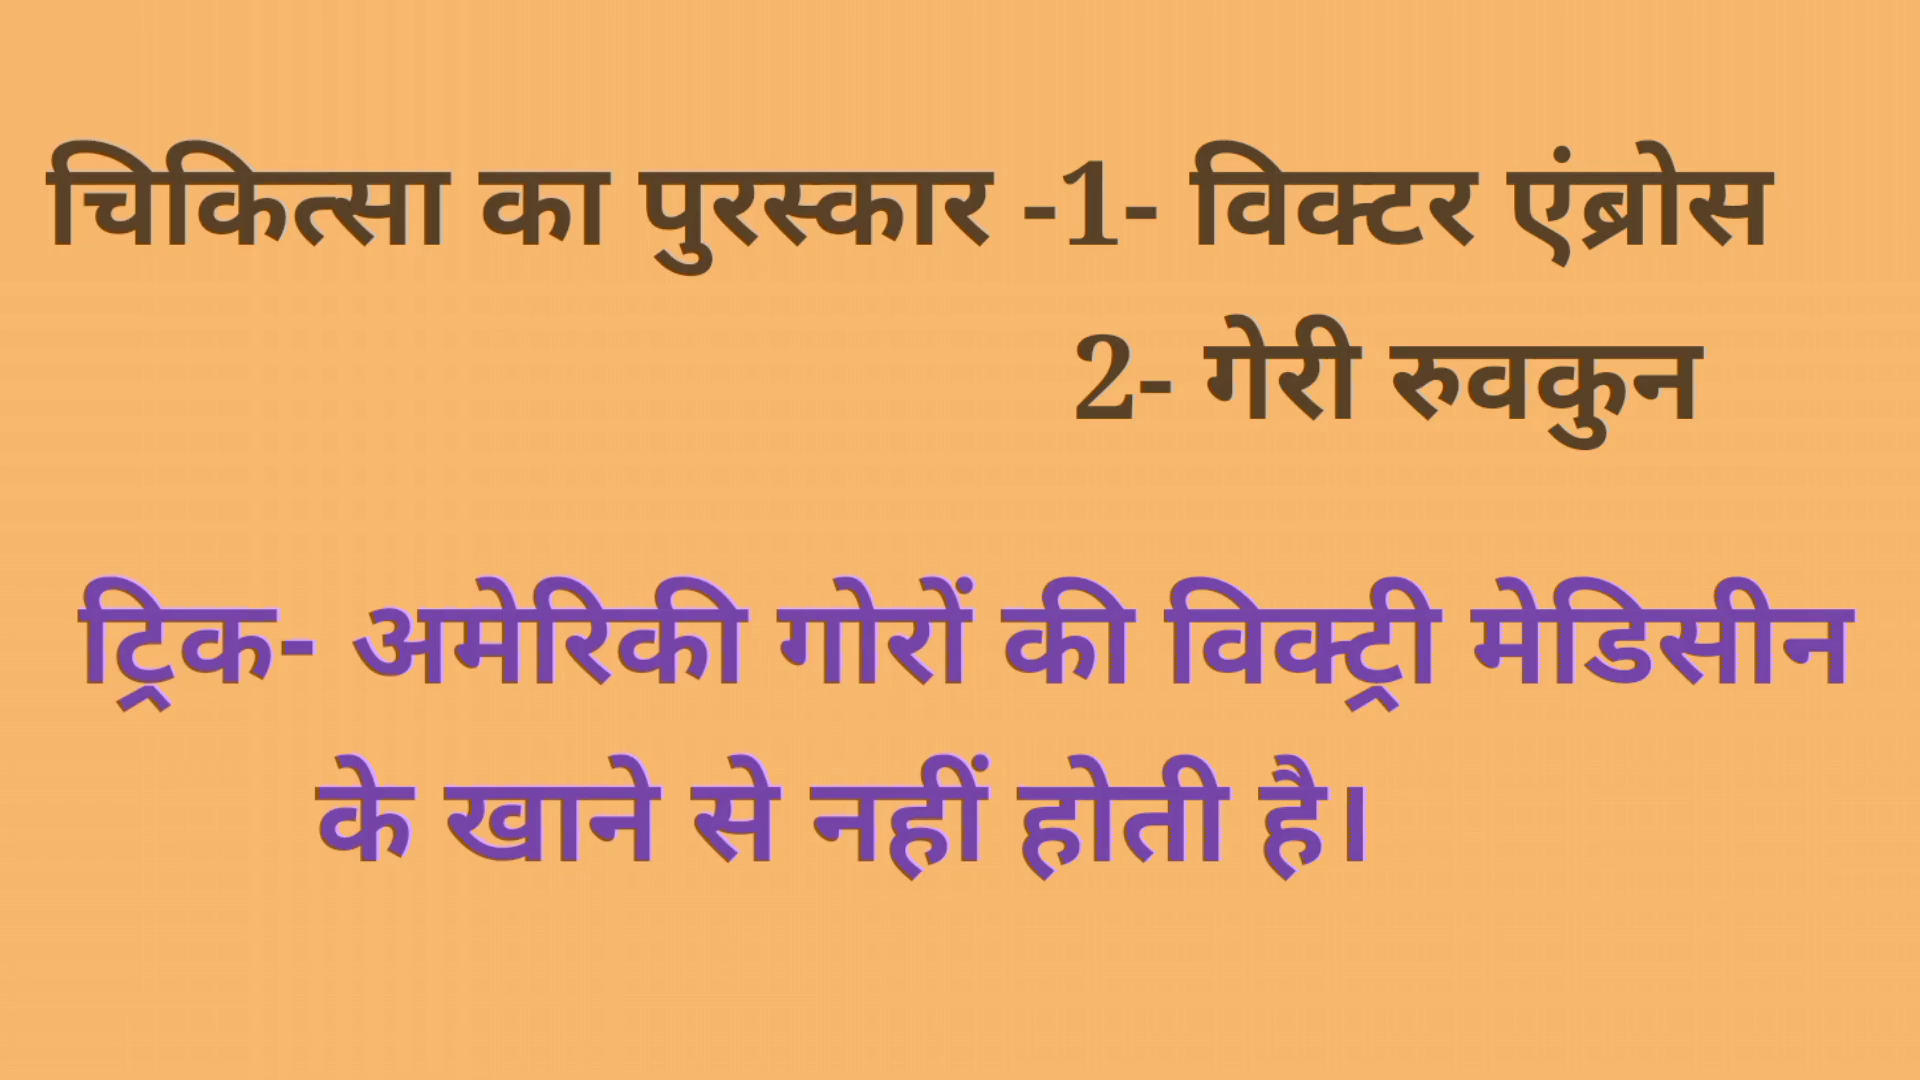 चिकित्सा का पुरस्कार -1- विक्टर एंब्रोस
2- गेरी रुवकुन
ट्रिक- अमेरिकी गोरों की विक्ट्री मेडिसीन
के खाने से नहीं होती है।